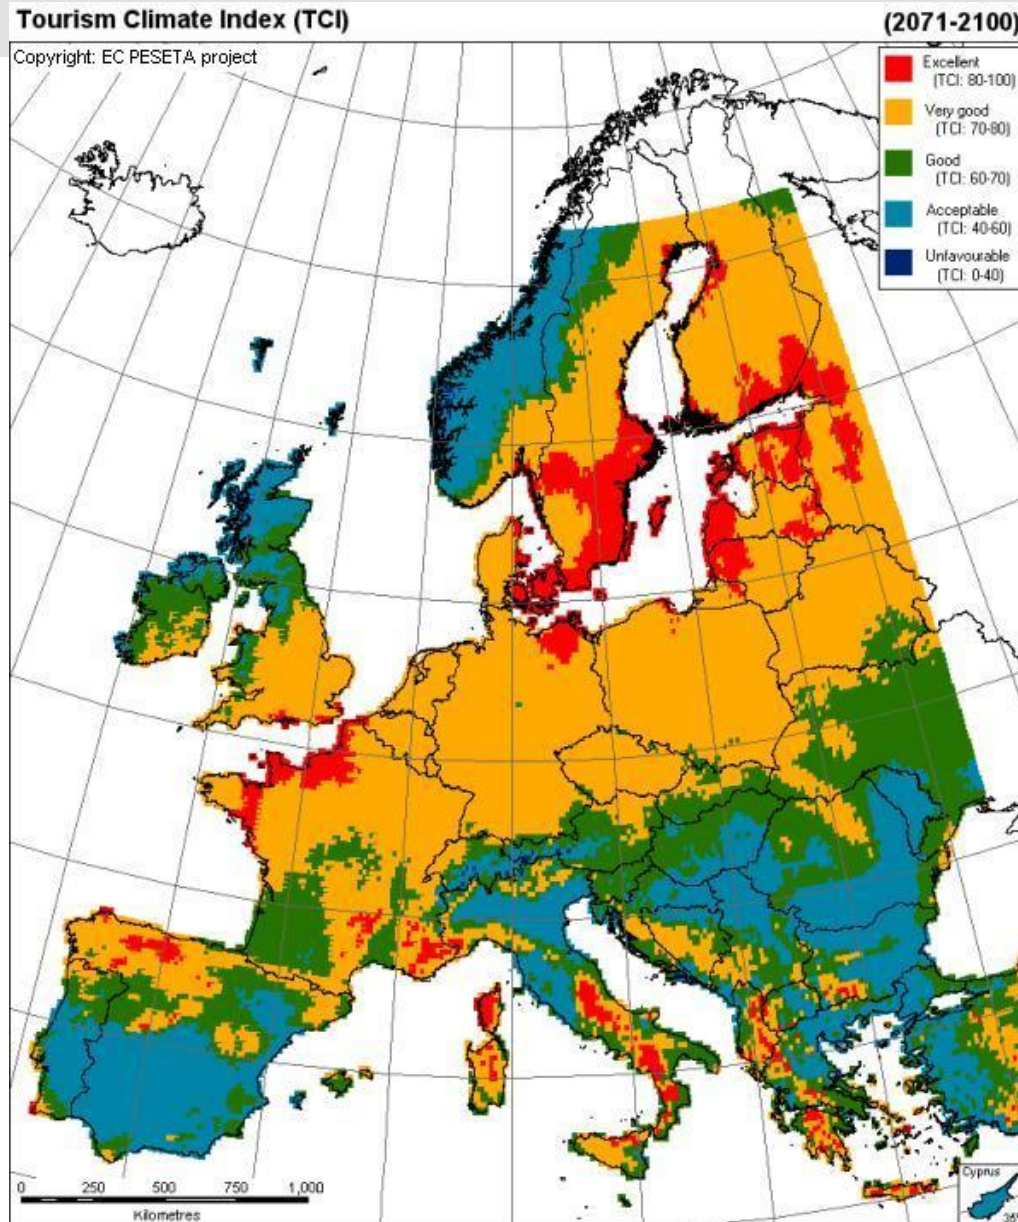 Tourism Climate Index (TCI)
(2071-2100)
Copyright: EC PESETA project
Excellent
(TCI: 80-100)
Very good
(TCI: 70-80)
Good
(TCI: 60-70)
Acceptable
(TCI: 40-60)
Unfavourable
(TCI: 0-40)
Cyprus
35°
0 250 500 750 1,000
Kilometres